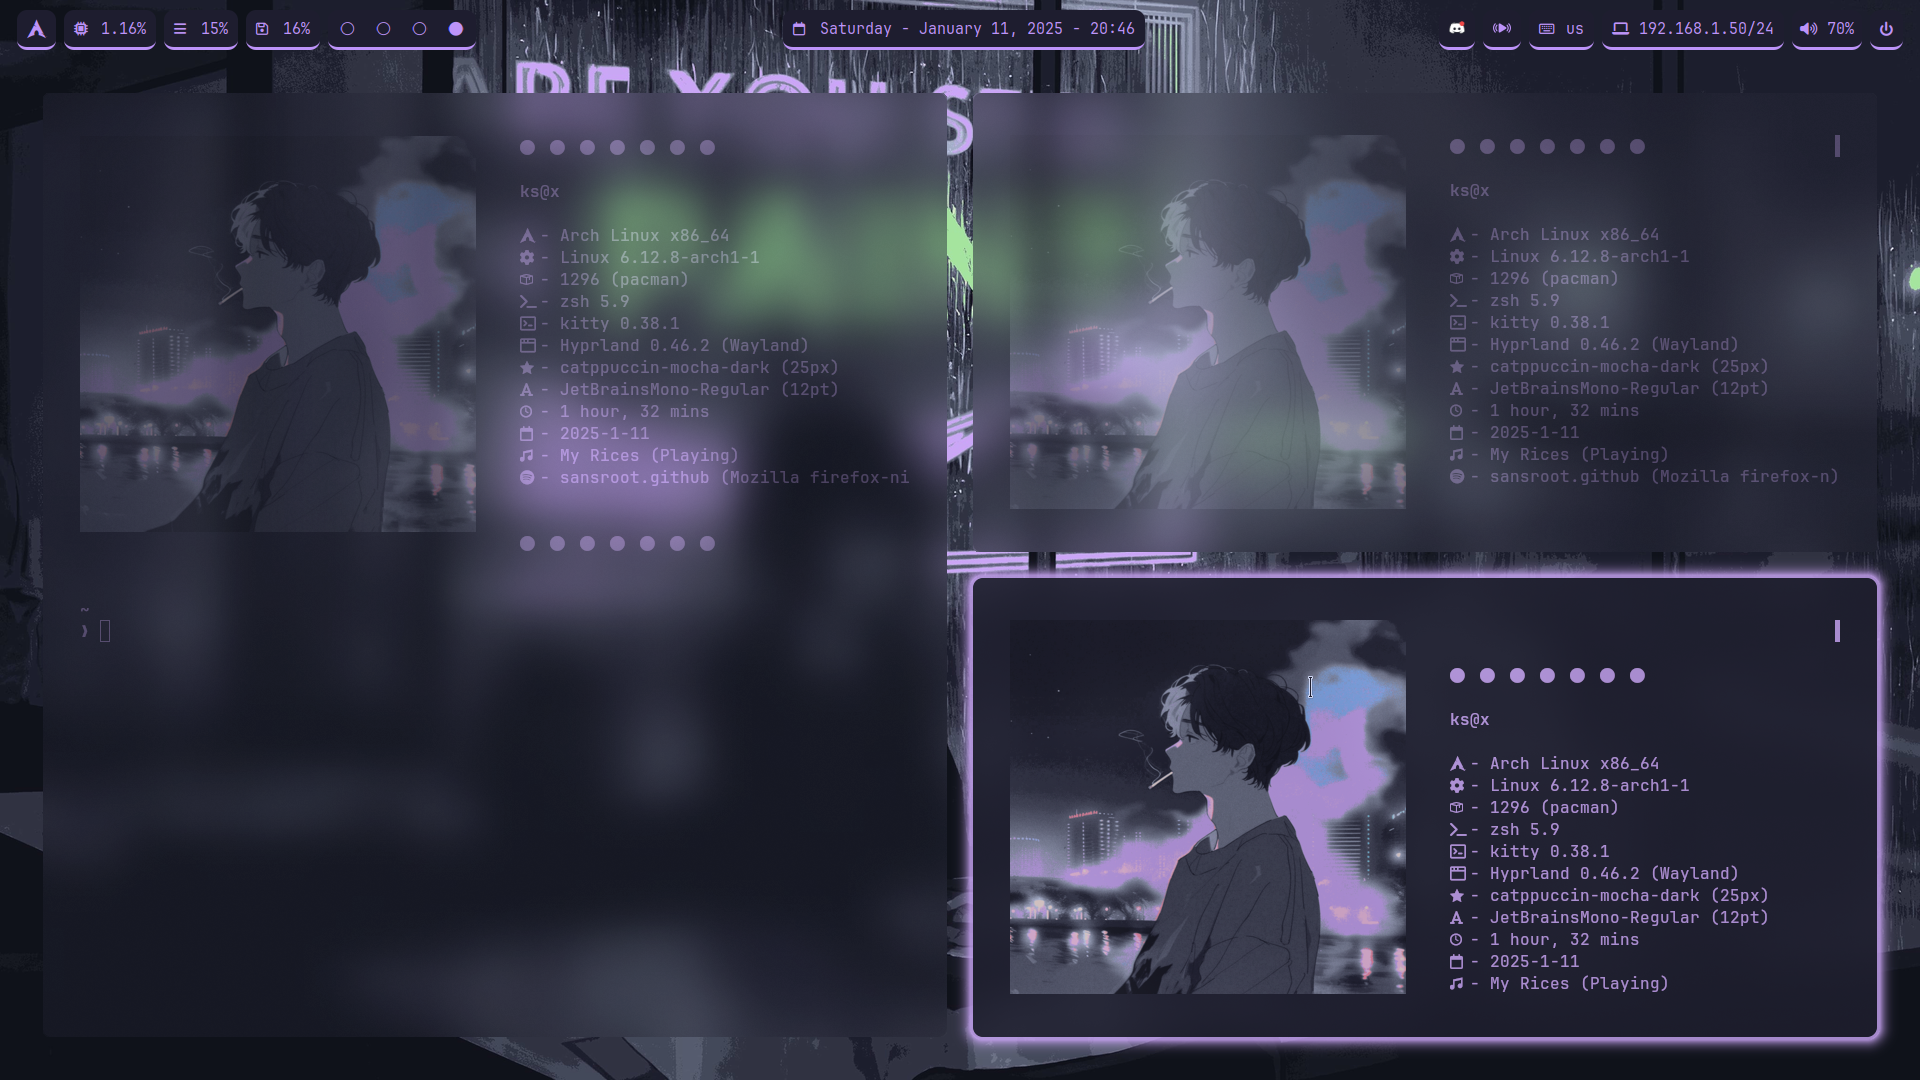 1.16%
15%
16%
Saturday - January 11, 2025 - 20:46
us
192.168.1.50/24
70%
ks@x
- Arch Linux x86_64
- Linux 6.12.8-arch1-1
- 1296 (pacman)
- zsh 5.9
- kitty 0.38.1
- Hyprland 0.46.2 (Wayland)
- catppuccin-mocha-dark (25px)
- JetBrainsMono-Regular (12pt)
- 1 hour, 32 mins
- 2025-1-11
- My Rices (Playing)
- sansroot.github (Mozilla firefox-ni
~
❫
ks@x
- Arch Linux x86_64
- Linux 6.12.8-arch1-1
- 1296 (pacman)
- zsh 5.9
- kitty 0.38.1
- Hyprland 0.46.2 (Wayland)
- catppuccin-mocha-dark (25px)
- JetBrainsMono-Regular (12pt)
- 1 hour, 32 mins
- 2025-1-11
- My Rices (Playing)
- sansroot.github (Mozilla firefox-n)
ks@x
- Arch Linux x86_64
- Linux 6.12.8-arch1-1
- 1296 (pacman)
- zsh 5.9
- kitty 0.38.1
- Hyprland 0.46.2 (Wayland)
- catppuccin-mocha-dark (25px)
- JetBrainsMono-Regular (12pt)
- 1 hour, 32 mins
- 2025-1-11
- My Rices (Playing)